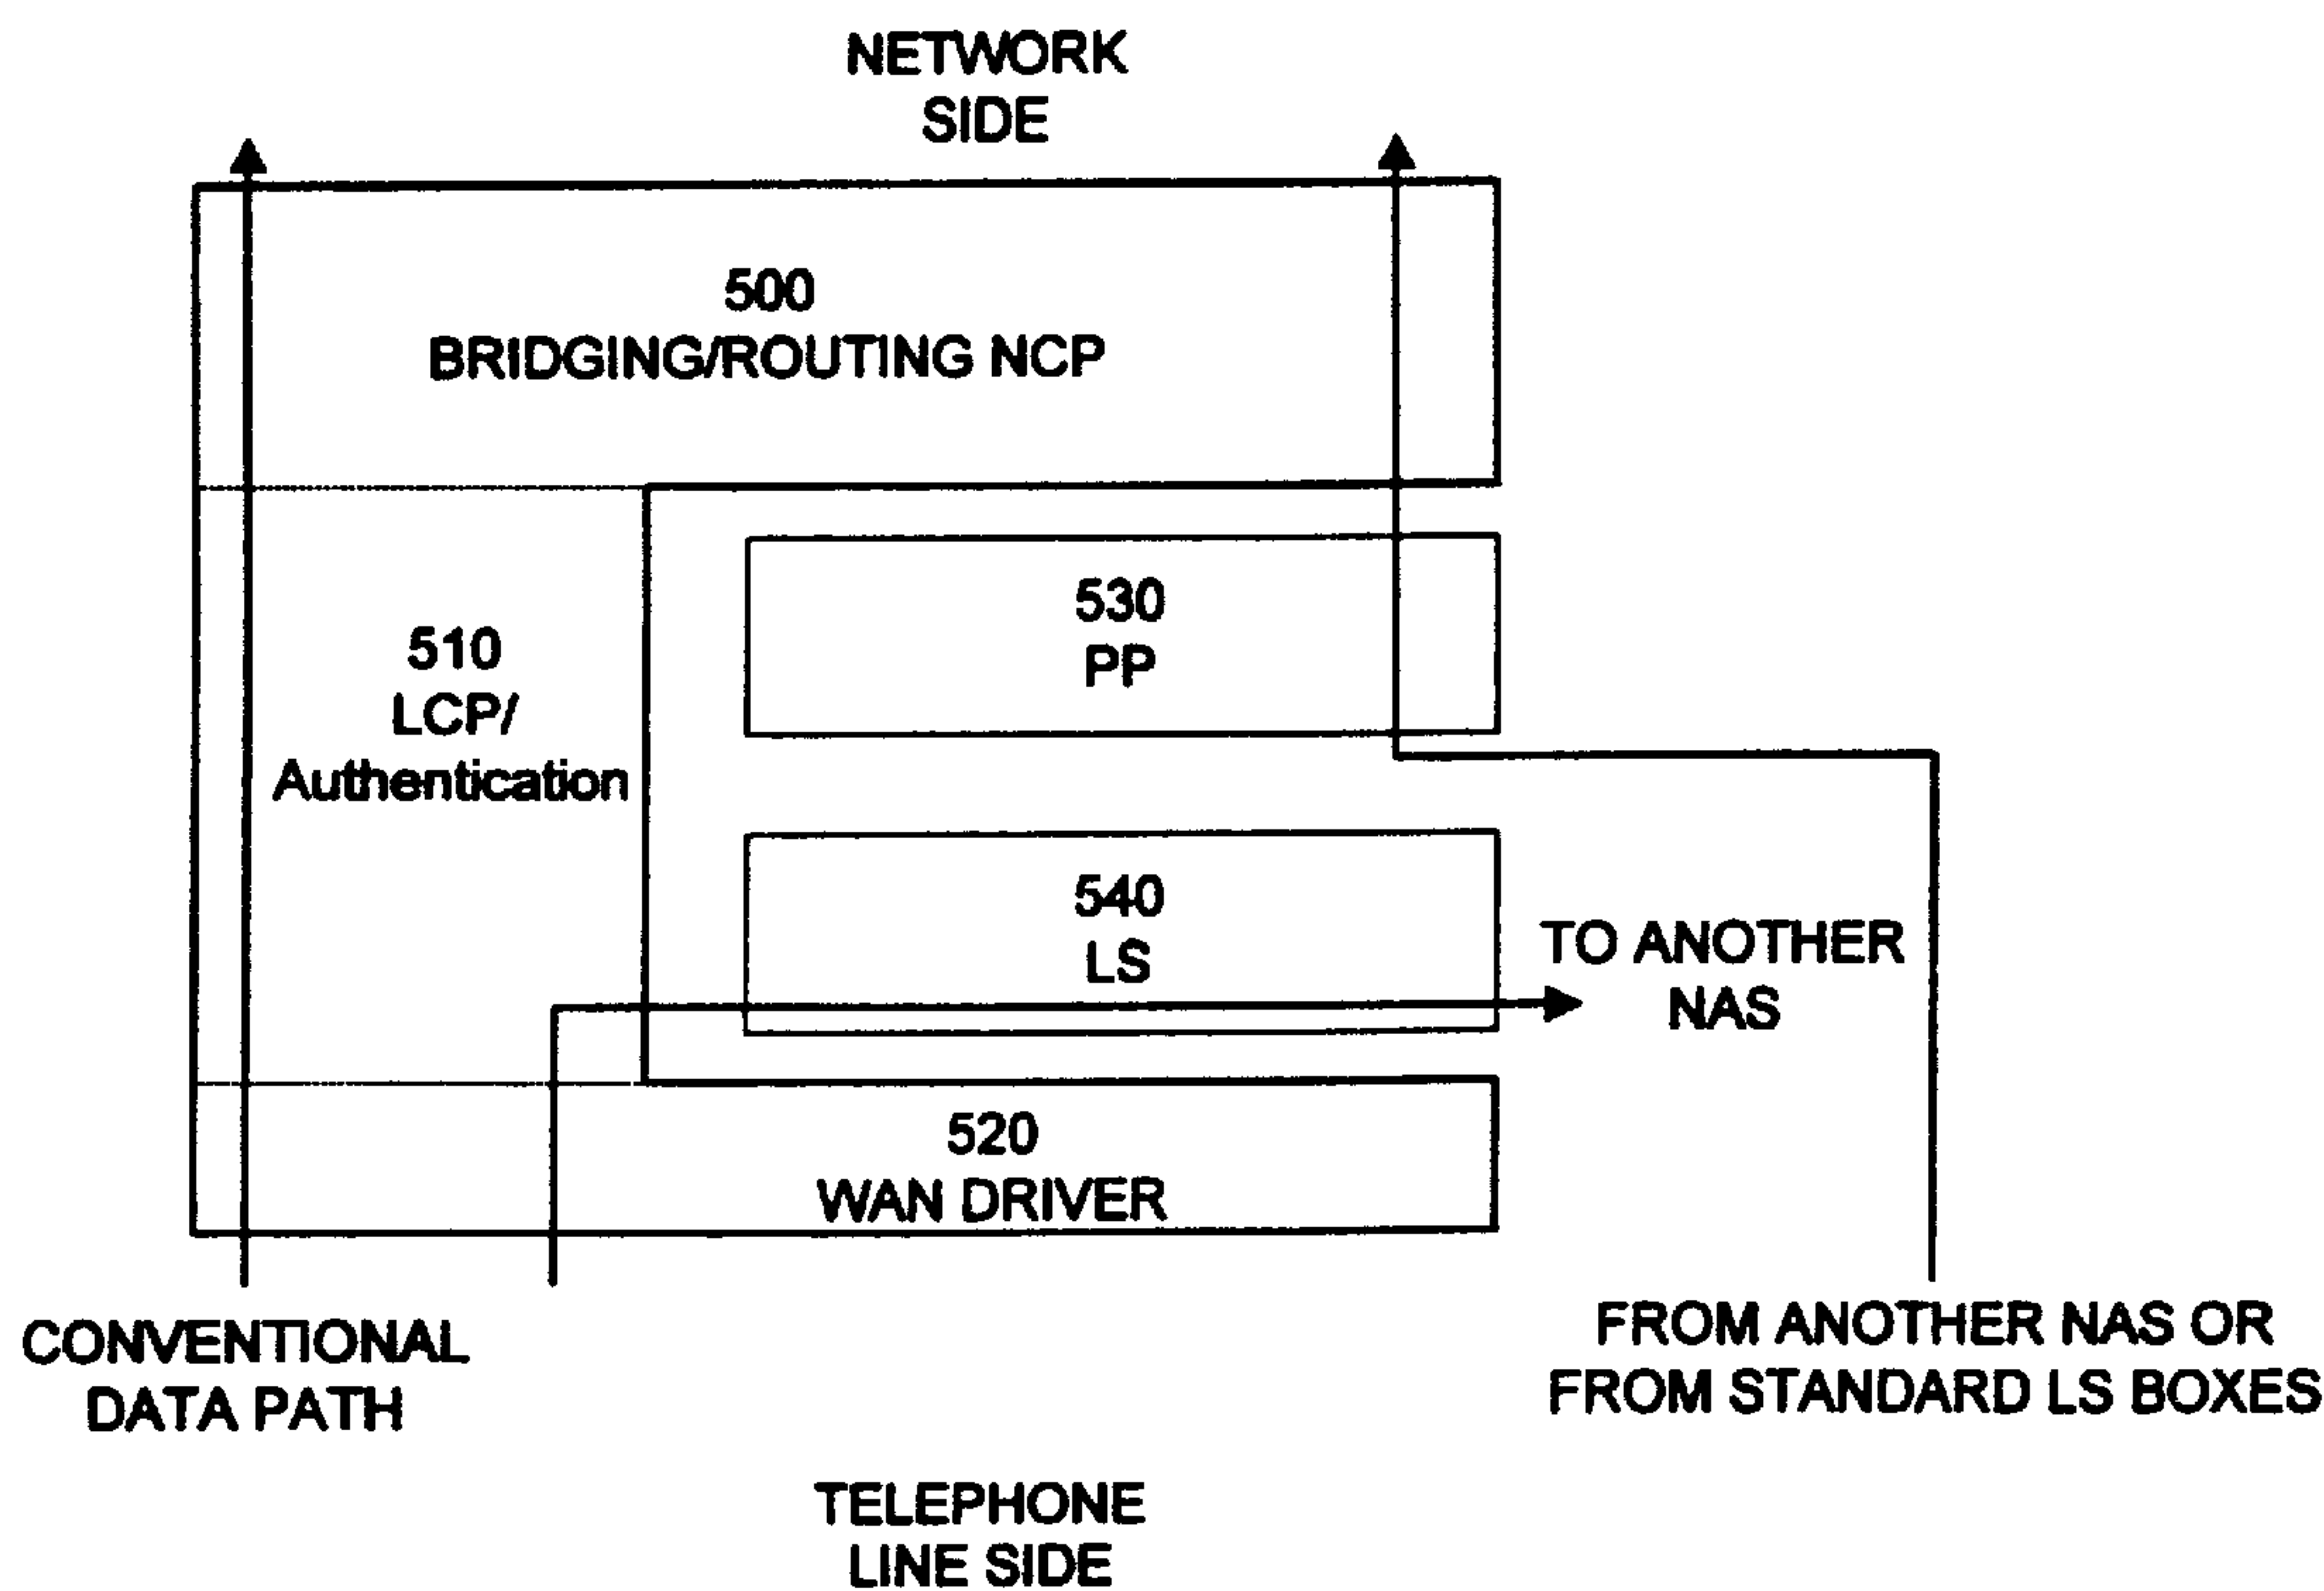 NETWORK
SIDE
500
BRIDGING/ROUTING NCP
530
PP
510
LCP/
Authentication
540
LS
TO ANOTHER
NAS
520
WAN DRIVER
CONVENTIONAL
DATA PATH
FROM ANOTHER NAS OR
FROM STANDARD LS BOXES
TELEPHONE
LINE SIDE